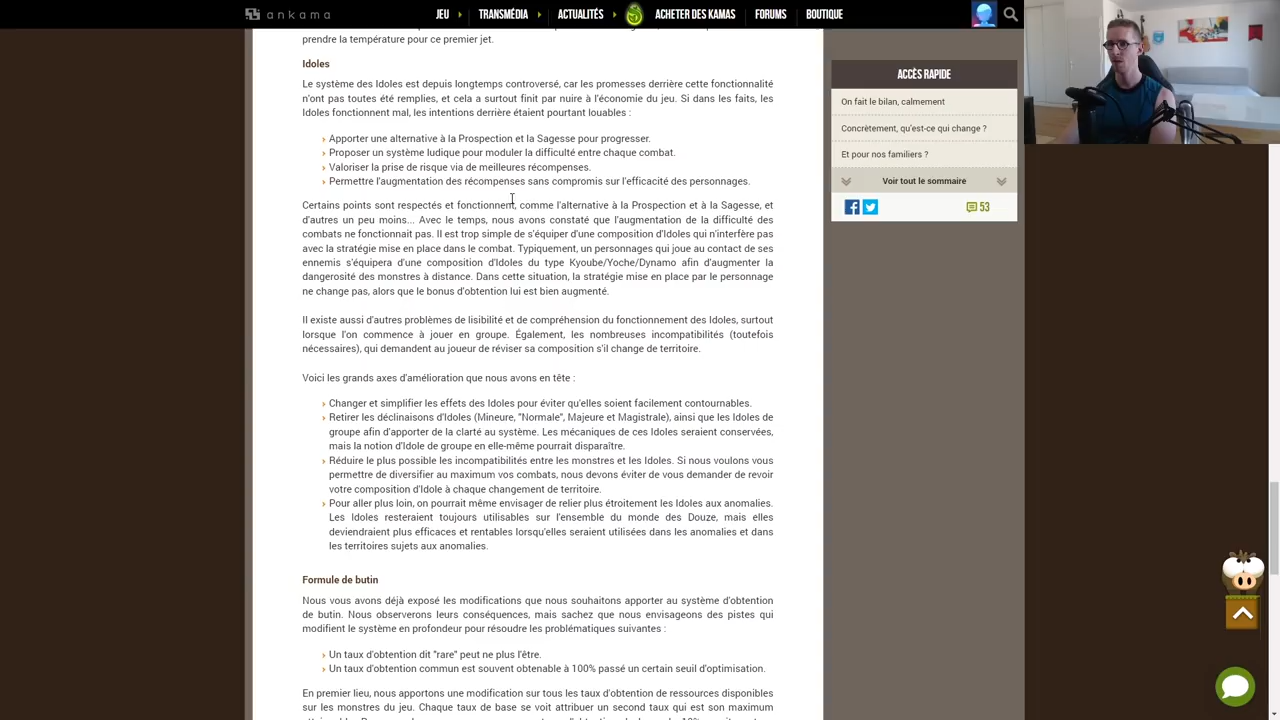 ankama
JEU
TRANSMÉDIA
ACTUALITÉS
ACHETER DES KAMAS
FORUMS
BOUTIQUE
prendre la température pour ce premier jet.
Idoles
Le système des Idoles est depuis longtemps controversé, car les promesses derrière cette fonctionnalité
n'ont pas toutes été remplies, et cela a surtout finit par nuire à l'économie du jeu. Si dans les faits, les
Idoles fonctionnent mal, les intentions derrière étaient pourtant louables :
Apporter une alternative à la Prospection et la Sagesse pour progresser.
Proposer un système ludique pour moduler la difficulté entre chaque combat.
Valoriser la prise de risque via de meilleures récompenses.
Permettre l'augmentation des récompenses sans compromis sur l'efficacité des personnages.
Certains points sont respectés et fonctionnent, comme l'alternative à la Prospection et à la Sagesse, et
d'autres un peu moins... Avec le temps, nous avons constaté que l'augmentation de la difficulté des
combats ne fonctionnait pas. Il est trop simple de s'équiper d'une composition d'Idoles qui n'interfère pas
avec la stratégie mise en place dans le combat. Typiquement, un personnages qui joue au contact de ses
ennemis s'équipera d'une composition d'Idoles du type Kyoube/Yoche/Dynamo afin d'augmenter la
dangerosité des monstres à distance. Dans cette situation, la stratégie mise en place par le personnage
ne change pas, alors que le bonus d'obtention lui est bien augmenté.
Il existe aussi d'autres problèmes de lisibilité et de compréhension du fonctionnement des Idoles, surtout
lorsque l'on commence à jouer en groupe. Également, les nombreuses incompatibilités (toutefois
nécessaires), qui demandent au joueur de réviser sa composition s'il change de territoire.
Voici les grands axes d'amélioration que nous avons en tête :
Changer et simplifier les effets des Idoles pour éviter qu'elles soient facilement contournables.
Retirer les déclinaisons d'Idoles (Mineure, "Normale", Majeure et Magistrale), ainsi que les Idoles de
groupe afin d'apporter de la clarté au système. Les mécaniques de ces Idoles seraient conservées,
mais la notion d'Idole de groupe en elle-même pourrait disparaître.
Réduire le plus possible les incompatibilités entre les monstres et les Idoles. Si nous voulons vous
permettre de diversifier au maximum vos combats, nous devons éviter de vous demander de revoir
votre composition d'Idole à chaque changement de territoire.
Pour aller plus loin, on pourrait même envisager de relier plus étroitement les Idoles aux anomalies.
Les Idoles resteraient toujours utilisables sur l'ensemble du monde des Douze, mais elles
deviendraient plus efficaces et rentables lorsqu'elles seraient utilisées dans les anomalies et dans
les territoires sujets aux anomalies.
Formule de butin
Nous vous avons déjà exposé les modifications que nous souhaitons apporter au système d'obtention
de butin. Nous observerons leurs conséquences, mais sachez que nous envisageons des pistes qui
modifient le système en profondeur pour résoudre les problématiques suivantes :
Un taux d'obtention dit "rare" peut ne plus l'être.
Un taux d'obtention commun est souvent obtenable à 100% passé un certain seuil d'optimisation.
En premier lieu, nous apportons une modification sur tous les taux d'obtention de ressources disponibles
sur les monstres du jeu. Chaque taux de base se voit attribuer un second taux qui est son maximum
ACCÈS RAPIDE
On fait le bilan, calmement
Concrètement, qu'est-ce qui change ?
Et pour nos familiers ?
Voir tout le sommaire
53